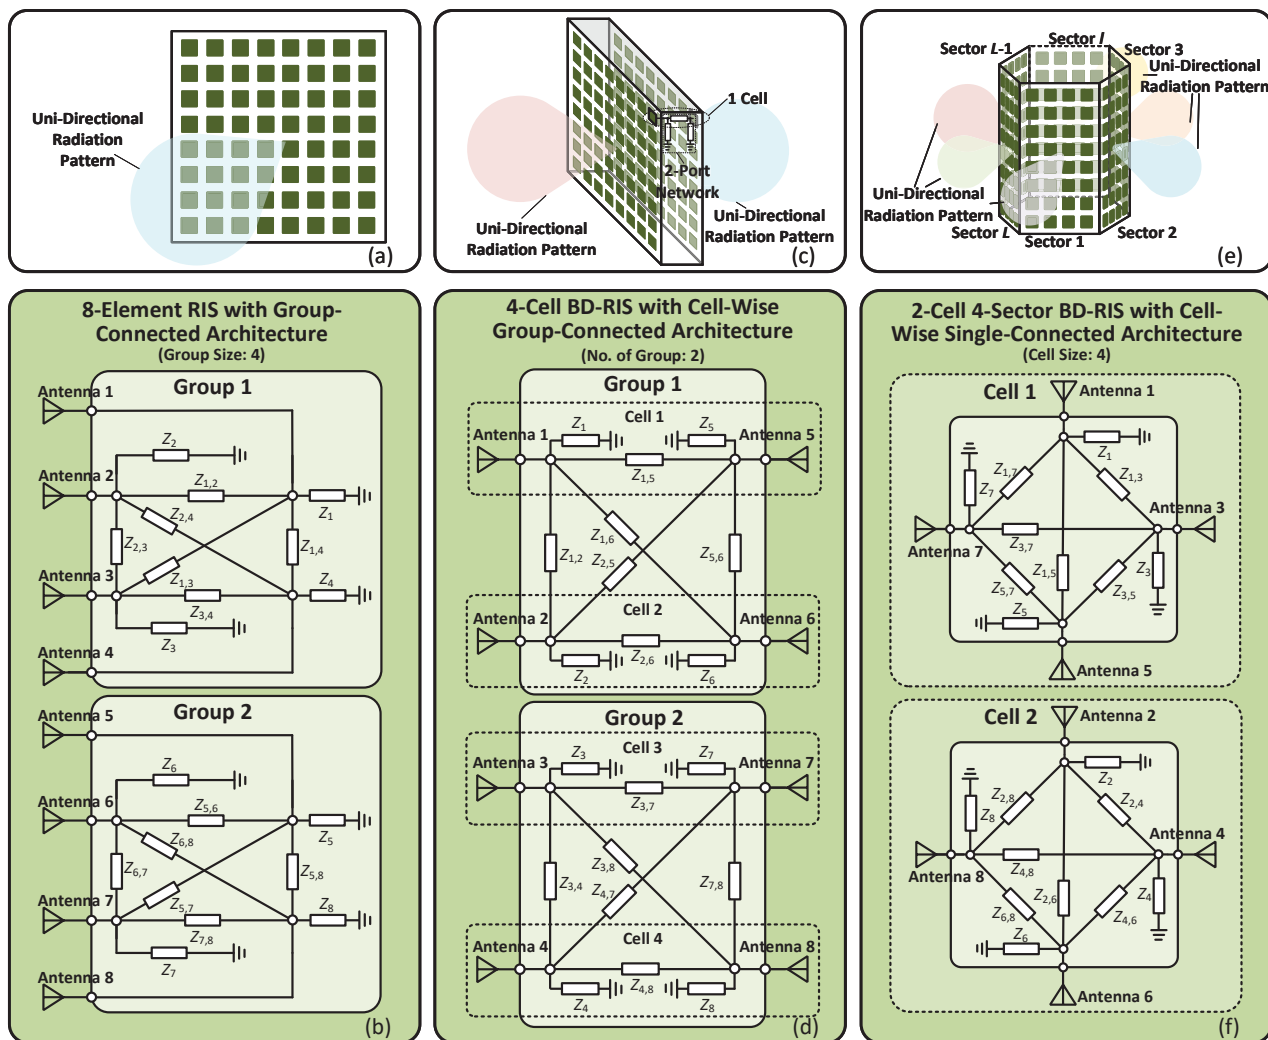 Uni-Directional
Radiation
Pattern
(a)
1 Cell
2-Port
Network
Uni-Directional
Radiation Pattern
Uni-Directional
Radiation Pattern
(c)
Sector L-1
Sector l
Sector 3
Uni-Directional
Radiation Pattern
Uni-Directional
Radiation Pattern
Sector L
Sector 1
Sector 2
(e)
8-Element RIS with Group-
Connected Architecture
(Group Size: 4)
Group 1
Antenna 1
Z2
Antenna 2
Z1,2
Z1
Z2,4
Z2,3
Z1,4
Antenna 3
Z1,3
Z4
Z3,4
Z3
Antenna 4
Group 2
Antenna 5
Z6
Antenna 6
Z5,6
Z5
Z6,8
Z6,7
Z5,8
Antenna 7
Z5,7
Z8
Z7,8
Z7
Antenna 8
(b)
4-Cell BD-RIS with Cell-Wise
Group-Connected Architecture
(No. of Group: 2)
Group 1
Cell 1
Antenna 1
Z1
Z5
Antenna 5
Z1,5
Z1,6
Z1,2
Z2,5
Z5,6
Cell 2
Antenna 2
Antenna 6
Z2,6
Z2
Z6
Group 2
Cell 3
Antenna 3
Z3
Z7
Antenna 7
Z3,7
Z3,8
Z3,4
Z4,7
Z7,8
Cell 4
Antenna 4
Antenna 8
Z4,8
Z4
Z8
(d)
2-Cell 4-Sector BD-RIS with Cell-
Wise Single-Connected Architecture
(Cell Size: 4)
Cell 1
Antenna 1
Z1
Z1,7
Z1,3
Z7
Antenna 3
Z3,7
Antenna 7
Z1,5
Z3
Z5,7
Z3,5
Z5
Antenna 5
Cell 2
Antenna 2
Z2
Z2,8
Z2,4
Z8
Antenna 4
Z4,8
Antenna 8
Z2,6
Z4
Z6,8
Z4,6
Z6
Antenna 6
(f)